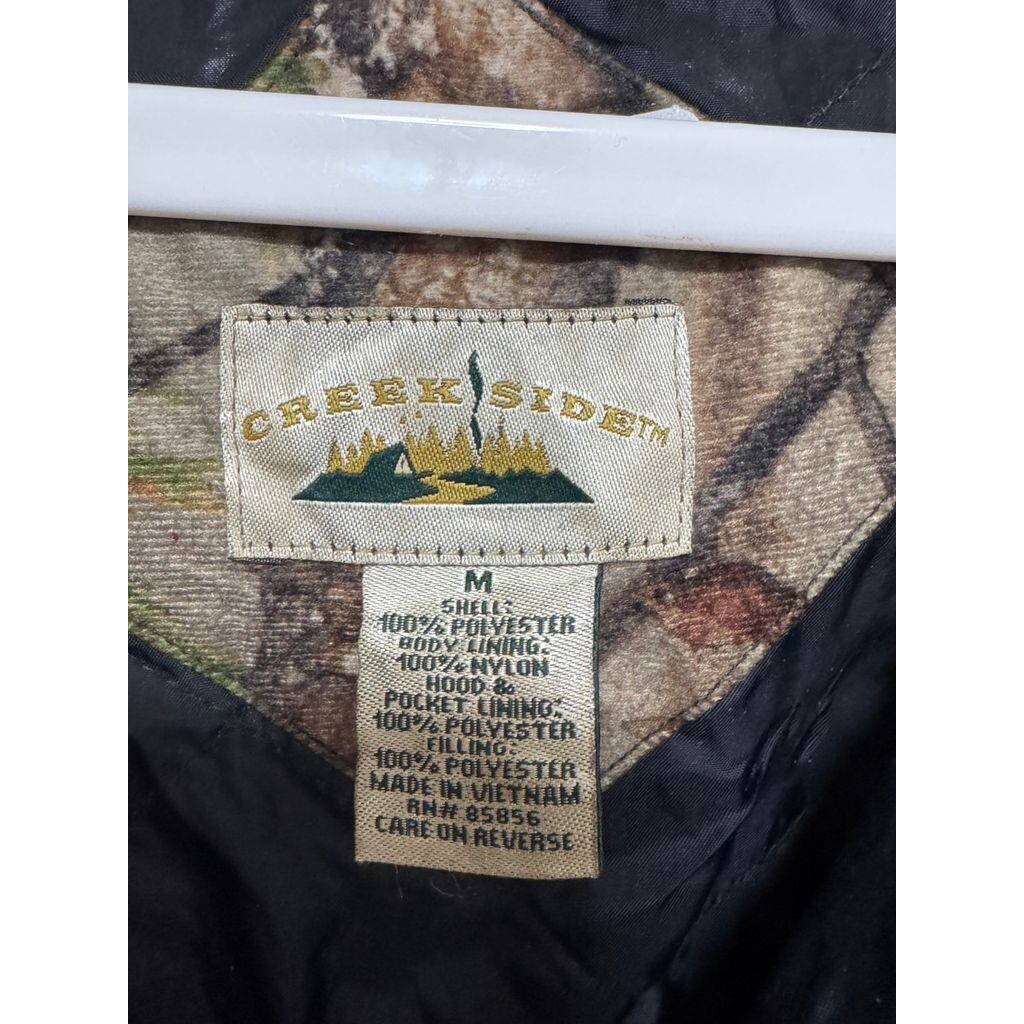 CREEK SIDE™
M
SHELL:
100% POLYESTER
BODY LINING:
100% NYLON
HOOD &
POCKET LINING:
100% POLYESTER
FILLING:
100% POLYESTER
MADE IN VIETNAM
RN# 85856
CARE ON REVERSE